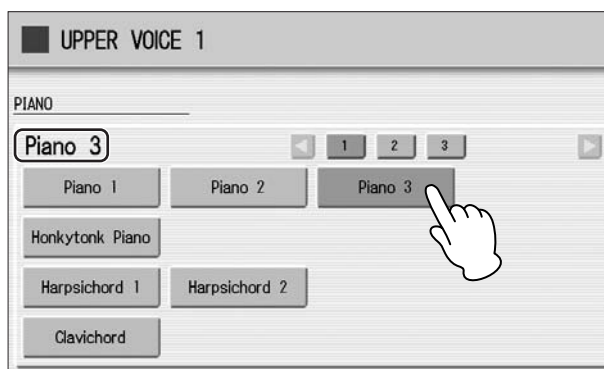 UPPER VOICE 1
PIANO
Piano 3 1 2 3
Piano 1 Piano 2 Piano 3
Honkytonk Piano
Harpsichord 1 Harpsichord 2
Clavichord